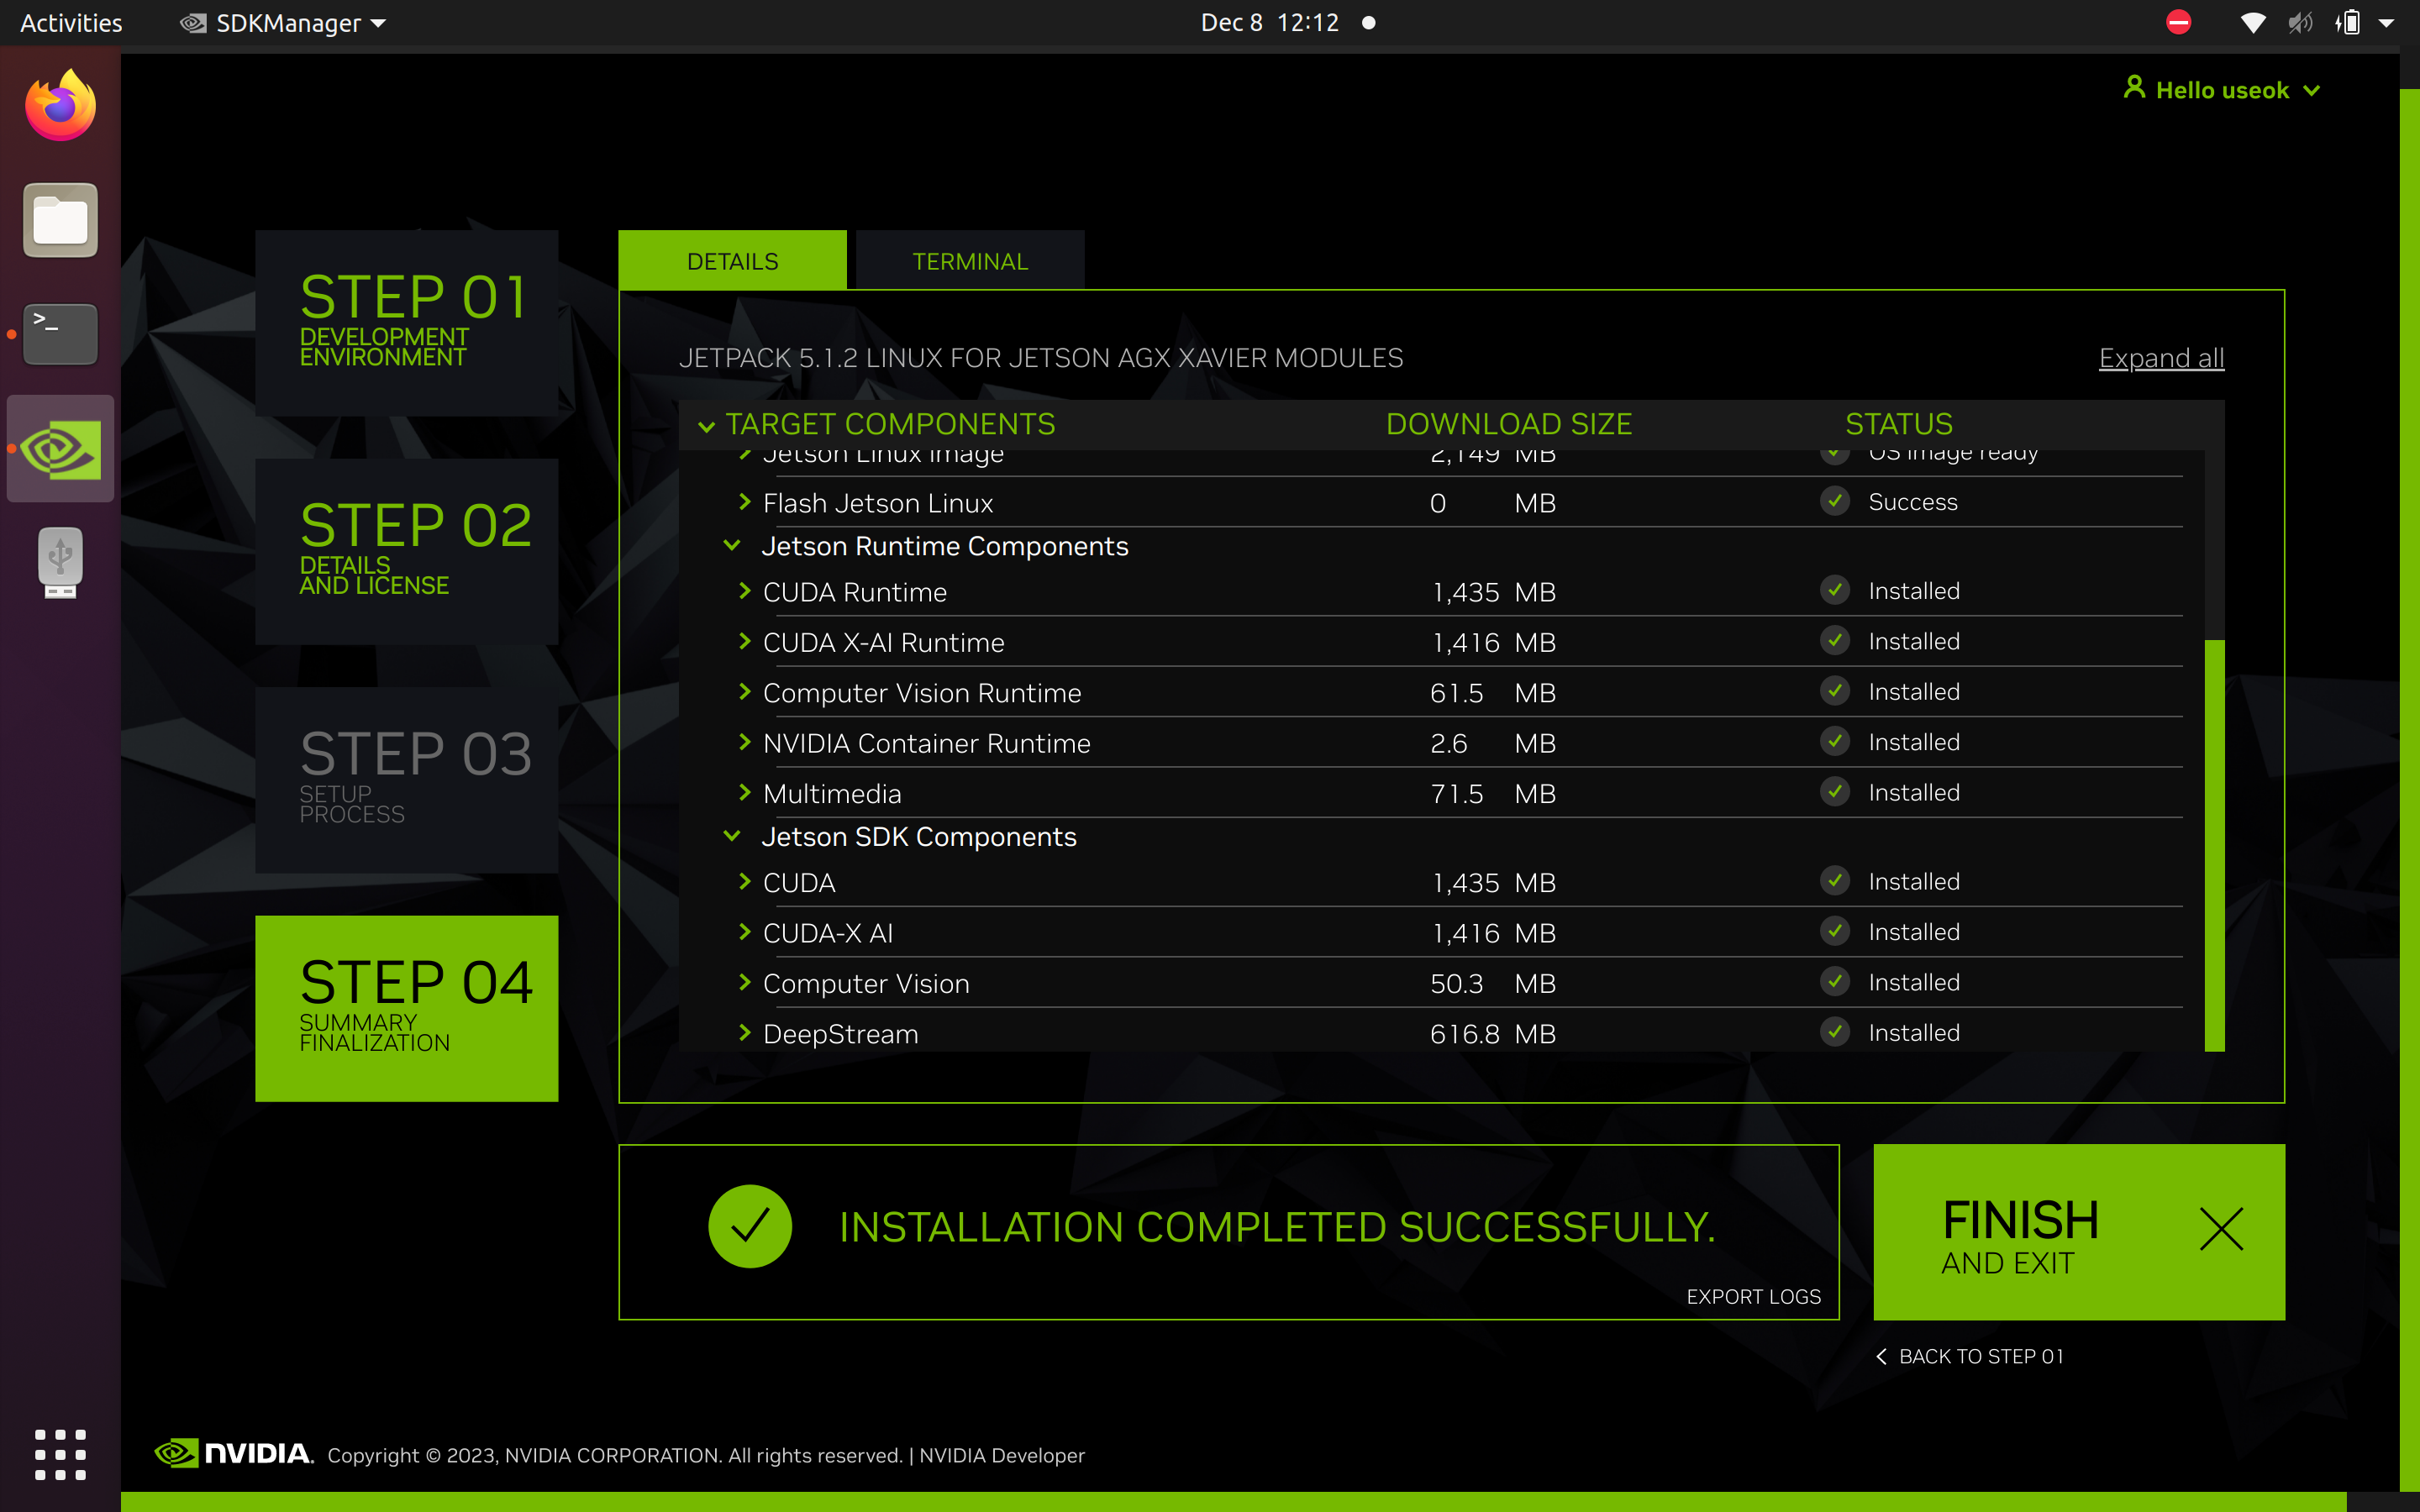 Activities
SDKManager
Dec 8 12:12
Hello useok
STEP 01
DEVELOPMENT
ENVIRONMENT
STEP 02
DETAILS
AND LICENSE
STEP 03
SETUP
PROCESS
STEP 04
SUMMARY
FINALIZATION
DETAILS
TERMINAL
JETPACK 5.1.2 LINUX FOR JETSON AGX XAVIER MODULES
Expand all
TARGET COMPONENTS DOWNLOAD SIZE STATUS
Jetson Linux image 2,149 MB OS image ready
Flash Jetson Linux 0 MB Success
Jetson Runtime Components
CUDA Runtime 1,435 MB Installed
CUDA X-AI Runtime 1,416 MB Installed
Computer Vision Runtime 61.5 MB Installed
NVIDIA Container Runtime 2.6 MB Installed
Multimedia 71.5 MB Installed
Jetson SDK Components
CUDA 1,435 MB Installed
CUDA-X AI 1,416 MB Installed
Computer Vision 50.3 MB Installed
DeepStream 616.8 MB Installed
INSTALLATION COMPLETED SUCCESSFULLY.
EXPORT LOGS
FINISH
AND EXIT
BACK TO STEP 01
NVIDIA. Copyright © 2023, NVIDIA CORPORATION. All rights reserved. | NVIDIA Developer